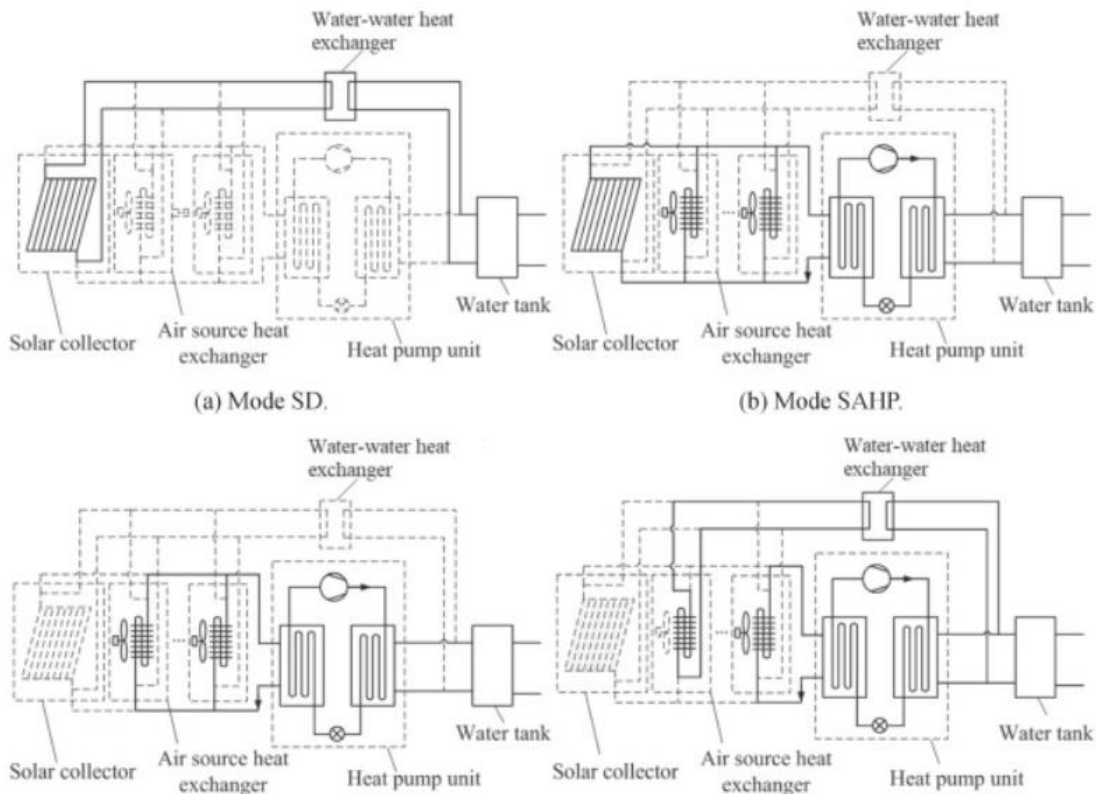 Water-water heat
exchanger
Solar collector
Air source heat
exchanger
Heat pump unit
Water tank
(a) Mode SD.
Water-water heat
exchanger
Solar collector
Air source heat
exchanger
Heat pump unit
Water tank
(b) Mode SAHP.
Water-water heat
exchanger
Solar collector
Air source heat
exchanger
Heat pump unit
Water tank
Water-water heat
exchanger
Solar collector
Air source heat
exchanger
Heat pump unit
Water tank